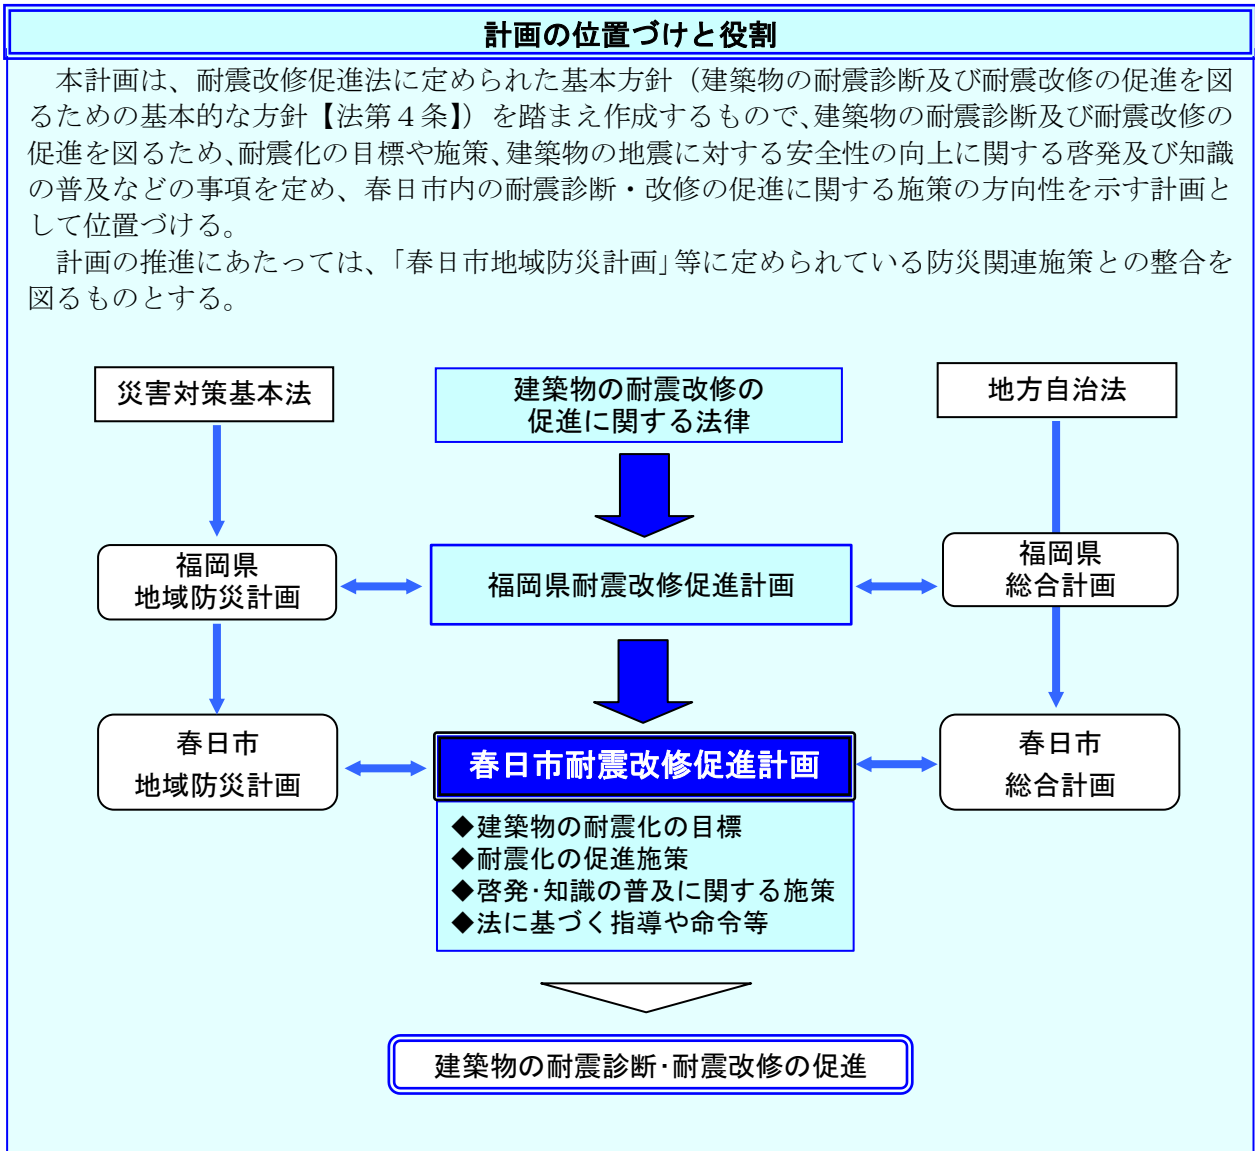 計画の位置づけと役割
本計画は、耐震改修促進法に定められた基本方針（建築物の耐震診断及び耐震改修の促進を図
るための基本的な方針【法第４条】）を踏まえ作成するもので、建築物の耐震診断及び耐震改修の
促進を図るため、耐震化の目標や施策、建築物の地震に対する安全性の向上に関する啓発及び知識
の普及などの事項を定め、春日市内の耐震診断・改修の促進に関する施策の方向性を示す計画と
して位置づける。
計画の推進にあたっては、「春日市地域防災計画」等に定められている防災関連施策との整合を
図るものとする。
災害対策基本法
建築物の耐震改修の
促進に関する法律
地方自治法
福岡県
地域防災計画
福岡県耐震改修促進計画
福岡県
総合計画
春日市
地域防災計画
春日市耐震改修促進計画
春日市
総合計画
◆建築物の耐震化の目標
◆耐震化の促進施策
◆啓発・知識の普及に関する施策
◆法に基づく指導や命令等
建築物の耐震診断・耐震改修の促進